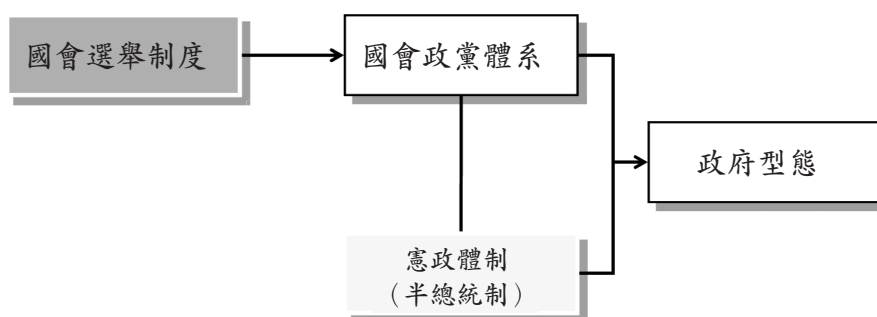 國會選舉制度
國會政黨體系
政府型態
憲政體制
（半總統制）